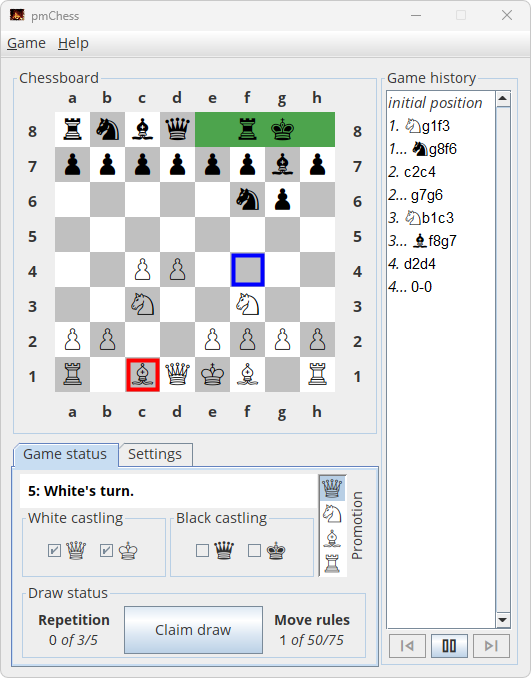 pmChess
Game Help
Chessboard
a b c d e f g h
8 8
7 7
6 6
5 5
4 4
3 3
2 2
1 1
a b c d e f g h
Game history
initial position
1. ♘g1f3
1... ♞g8f6
2. c2c4
2... g7g6
3. ♘b1c3
3... ♝f8g7
4. d2d4
4... 0-0
Game status Settings
5: White's turn.
White castling
Black castling
Promotion
Draw status
Repetition
0 of 3/5
Claim draw
Move rules
1 of 50/75